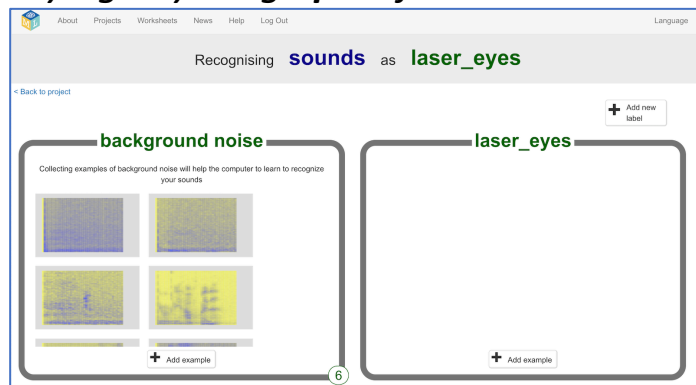 About Projects Worksheets News Help Log Out Language
Recognising sounds as laser_eyes
< Back to project
Add new
label
background noise
Collecting examples of background noise will help the computer to learn to recognize
your sounds
Add example
6
laser_eyes
Add example